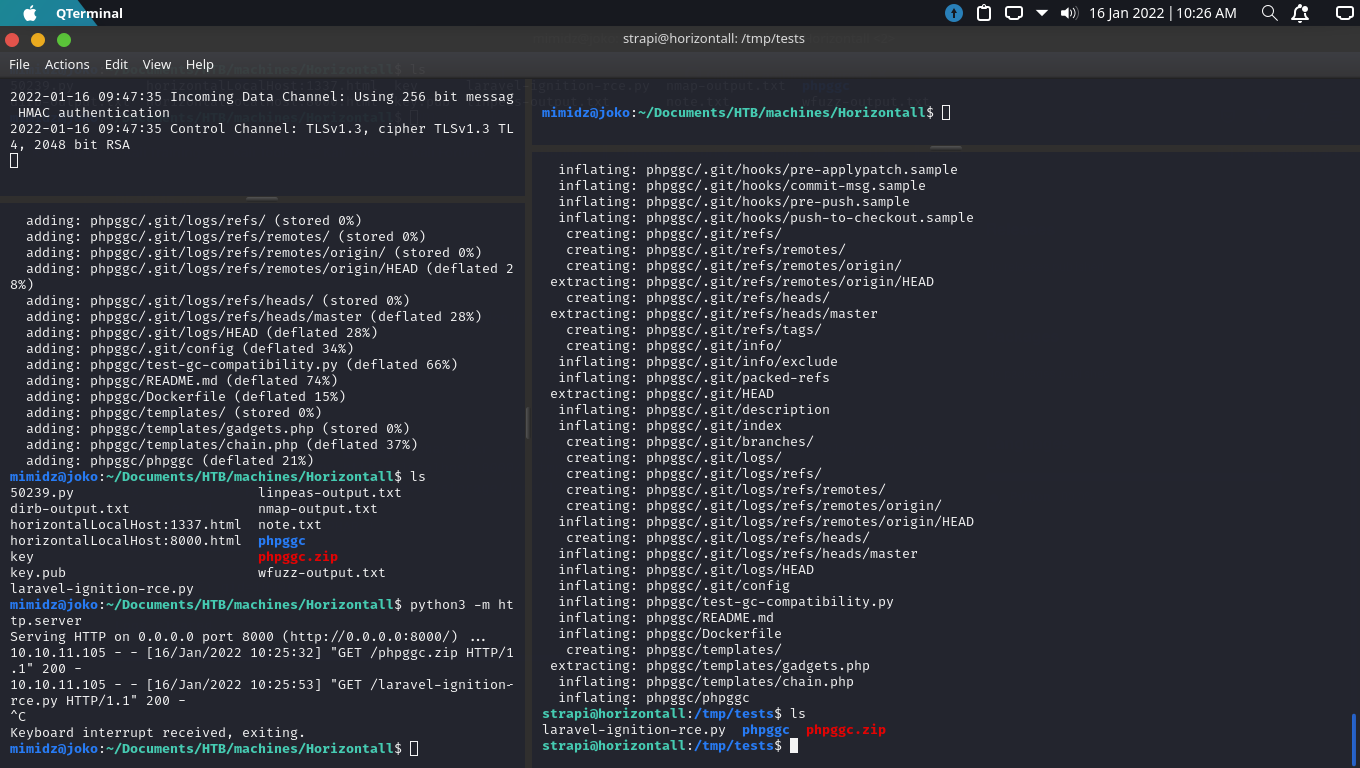 QTerminal
16 Jan 2022 | 10:26 AM
strapi@horizontall: /tmp/tests
File Actions Edit View Help
2022-01-16 09:47:35 Incoming Data Channel: Using 256 bit messag
HMAC authentication
2022-01-16 09:47:35 Control Channel: TLSv1.3, cipher TLSv1.3 TL
4, 2048 bit RSA
adding: phpggc/.git/logs/refs/ (stored 0%)
adding: phpggc/.git/logs/refs/remotes/ (stored 0%)
adding: phpggc/.git/logs/refs/remotes/origin/ (stored 0%)
adding: phpggc/.git/logs/refs/remotes/origin/HEAD (deflated 2
8%)
adding: phpggc/.git/logs/refs/heads/ (stored 0%)
adding: phpggc/.git/logs/refs/heads/master (deflated 28%)
adding: phpggc/.git/logs/HEAD (deflated 28%)
adding: phpggc/.git/config (deflated 34%)
adding: phpggc/test-gc-compatibility.py (deflated 66%)
adding: phpggc/README.md (deflated 74%)
adding: phpggc/Dockerfile (deflated 15%)
adding: phpggc/templates/ (stored 0%)
adding: phpggc/templates/gadgets.php (stored 0%)
adding: phpggc/templates/chain.php (deflated 37%)
adding: phpggc/phpggc (deflated 21%)
mimidz@joko:~/Documents/HTB/machines/Horizontall$ ls
50239.py linpeas-output.txt
dirb-output.txt nmap-output.txt
horizontalLocalHost:1337.html note.txt
horizontalLocalHost:8000.html phpggc
key phpggc.zip
key.pub wfuzz-output.txt
laravel-ignition-rce.py
mimidz@joko:~/Documents/HTB/machines/Horizontall$ python3 -m ht
tp.server
Serving HTTP on 0.0.0.0 port 8000 (http://0.0.0.0:8000/) ...
10.10.11.105 - - [16/Jan/2022 10:25:32] "GET /phpggc.zip HTTP/1
.1" 200 -
10.10.11.105 - - [16/Jan/2022 10:25:53] "GET /laravel-ignition-
rce.py HTTP/1.1" 200 -
^C
Keyboard interrupt received, exiting.
mimidz@joko:~/Documents/HTB/machines/Horizontall$
mimidz@joko:~/Documents/HTB/machines/Horizontall$
inflating: phpggc/.git/hooks/pre-applypatch.sample
inflating: phpggc/.git/hooks/commit-msg.sample
inflating: phpggc/.git/hooks/pre-push.sample
inflating: phpggc/.git/hooks/push-to-checkout.sample
creating: phpggc/.git/refs/
creating: phpggc/.git/refs/remotes/
creating: phpggc/.git/refs/remotes/origin/
extracting: phpggc/.git/refs/remotes/origin/HEAD
creating: phpggc/.git/refs/heads/
extracting: phpggc/.git/refs/heads/master
creating: phpggc/.git/refs/tags/
creating: phpggc/.git/info/
inflating: phpggc/.git/info/exclude
inflating: phpggc/.git/packed-refs
extracting: phpggc/.git/HEAD
inflating: phpggc/.git/description
inflating: phpggc/.git/index
creating: phpggc/.git/branches/
creating: phpggc/.git/logs/
creating: phpggc/.git/logs/refs/
creating: phpggc/.git/logs/refs/remotes/
creating: phpggc/.git/logs/refs/remotes/origin/
inflating: phpggc/.git/logs/refs/remotes/origin/HEAD
creating: phpggc/.git/logs/refs/heads/
inflating: phpggc/.git/logs/refs/heads/master
inflating: phpggc/.git/logs/HEAD
inflating: phpggc/.git/config
inflating: phpggc/test-gc-compatibility.py
inflating: phpggc/README.md
inflating: phpggc/Dockerfile
creating: phpggc/templates/
extracting: phpggc/templates/gadgets.php
inflating: phpggc/templates/chain.php
inflating: phpggc/phpggc
strapi@horizontall:/tmp/tests$ ls
laravel-ignition-rce.py phpggc phpggc.zip
strapi@horizontall:/tmp/tests$